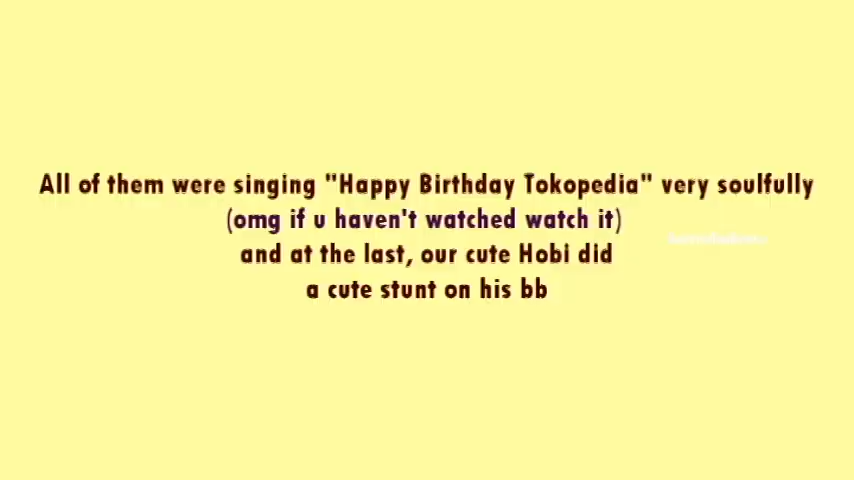 All of them were singing "Happy Birthday Tokopedia" very soulfully
(omg if u haven't watched watch it)
and at the last, our cute Hobi did
a cute stunt on his bb